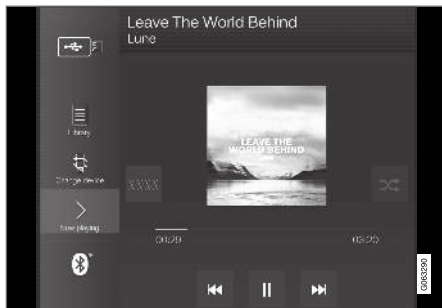 Leave The World Behind
Lune
Library
Change device
Now playing
LEAVE THE
WORLD BEHIND
XXXX
00:29
03:20
G063290